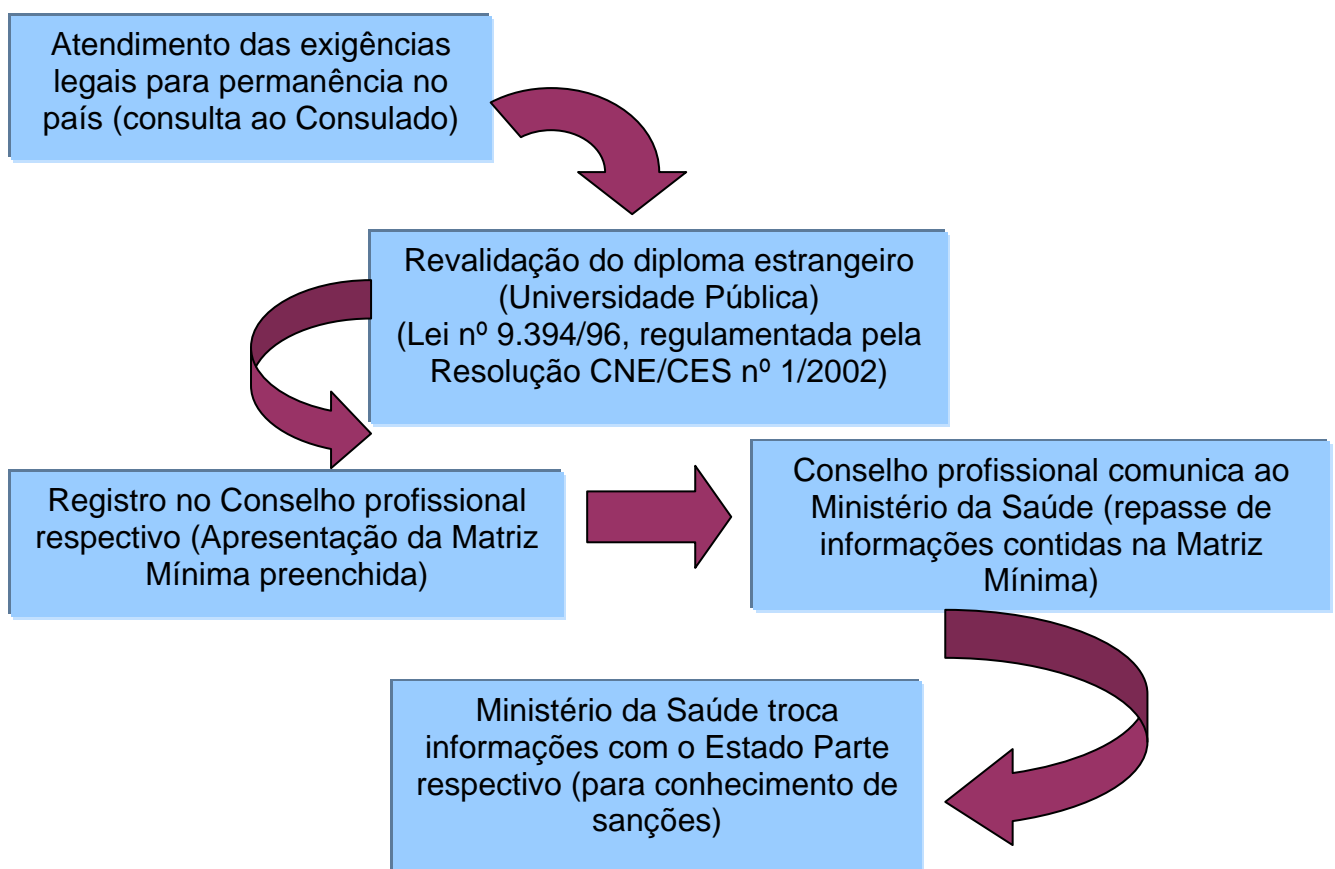 Atendimento das exigências
legais para permanência no
país (consulta ao Consulado)
Revalidação do diploma estrangeiro
(Universidade Pública)
(Lei nº 9.394/96, regulamentada pela
Resolução CNE/CES nº 1/2002)
Registro no Conselho profissional
respectivo (Apresentação da Matriz
Mínima preenchida)
Conselho profissional comunica ao
Ministério da Saúde (repasse de
informações contidas na Matriz
Mínima)
Ministério da Saúde troca
informações com o Estado Parte
respectivo (para conhecimento de
sanções)